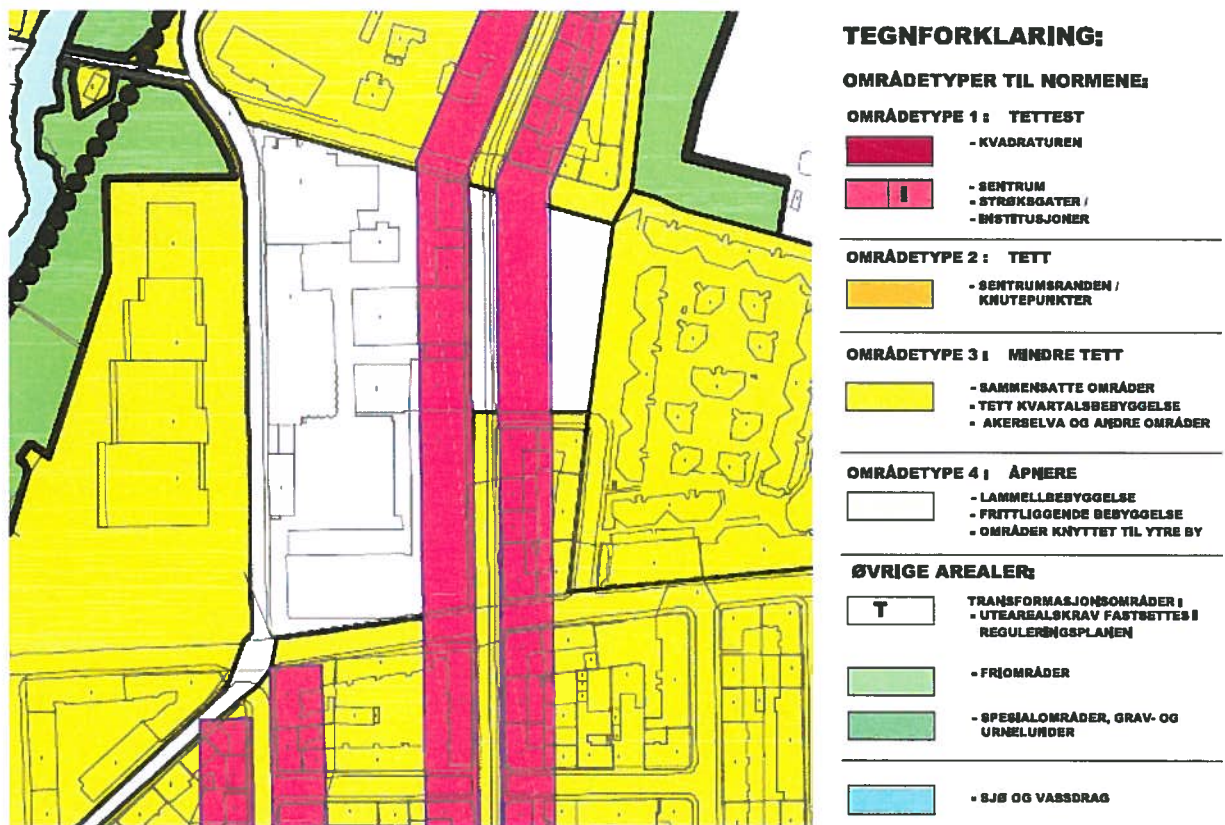 TEGNFORKLARING:
OMRÅDETYPER TIL NORMENE:
OMRÅDETYPE 1 : TETTEST
- KVADRATUREN
- SENTRUM
- STRØKSGATER /
- INSTITUSJONER
OMRÅDETYPE 2 : TETT
- SENTRUMSRANDEN /
KNUTEPUNKTER
OMRÅDETYPE 3 : MINDRE TETT
- SAMMENSATTE OMRÅDER
- TETT KVARTALSBEBYGGELSE
- AKERSELVA OG ANDRE OMRÅDER
OMRÅDETYPE 4 : ÅPNERE
- LAMMELLBEBYGGELSE
- FRITTLIGGENDE BEBYGGELSE
- OMRÅDER KNYTTET TIL YTRE BY
ØVRIGE AREALER:
T
TRANSFORMASJONSOMRÅDER :
- UTEAREALSKRAV FASTSETTES I
REGULERINGSPLANEN
- FRIOMRÅDER
- SPESIALOMRÅDER, GRAV- OG
URNELUNDER
- SJØ OG VASSDRAG